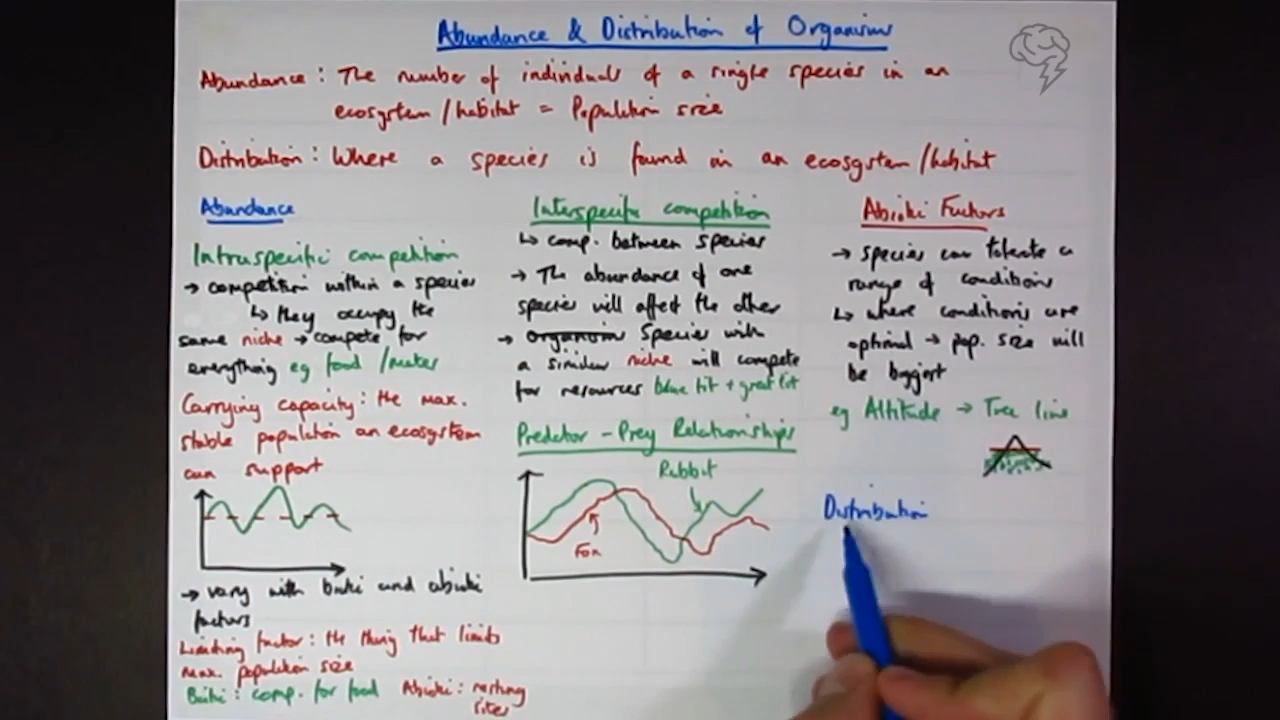 Abundance & Distribution of Organisms
Abundance: The number of individuals of a single species in an
ecosystem/habitat = Population size
Distribution: Where a species is found in an ecosystem/habitat
Abundance
Intraspecific competition
→ competition within a species
↳ they occupy the
same niche → compete for
everything eg food/mates
Carrying capacity: the max.
stable population an ecosystem
can support
→ vary with biotic and abiotic
factors
Limiting factor: the thing that limits
max. population size
Biotic: comp. for food Abiotic: nesting
sites
Interspecific competition
↳ comp. between species
→ The abundance of one
species will affect the other
→ organism Species with
a similar niche will compete
for resources blue tit + great tit
Predator - Prey Relationships
Rabbit
Fox
Abiotic Factors
→ species can tolerate a
range of conditions
↳ where conditions are
optimal → pop. size will
be biggest
eg Altitude → Tree line
Distribution